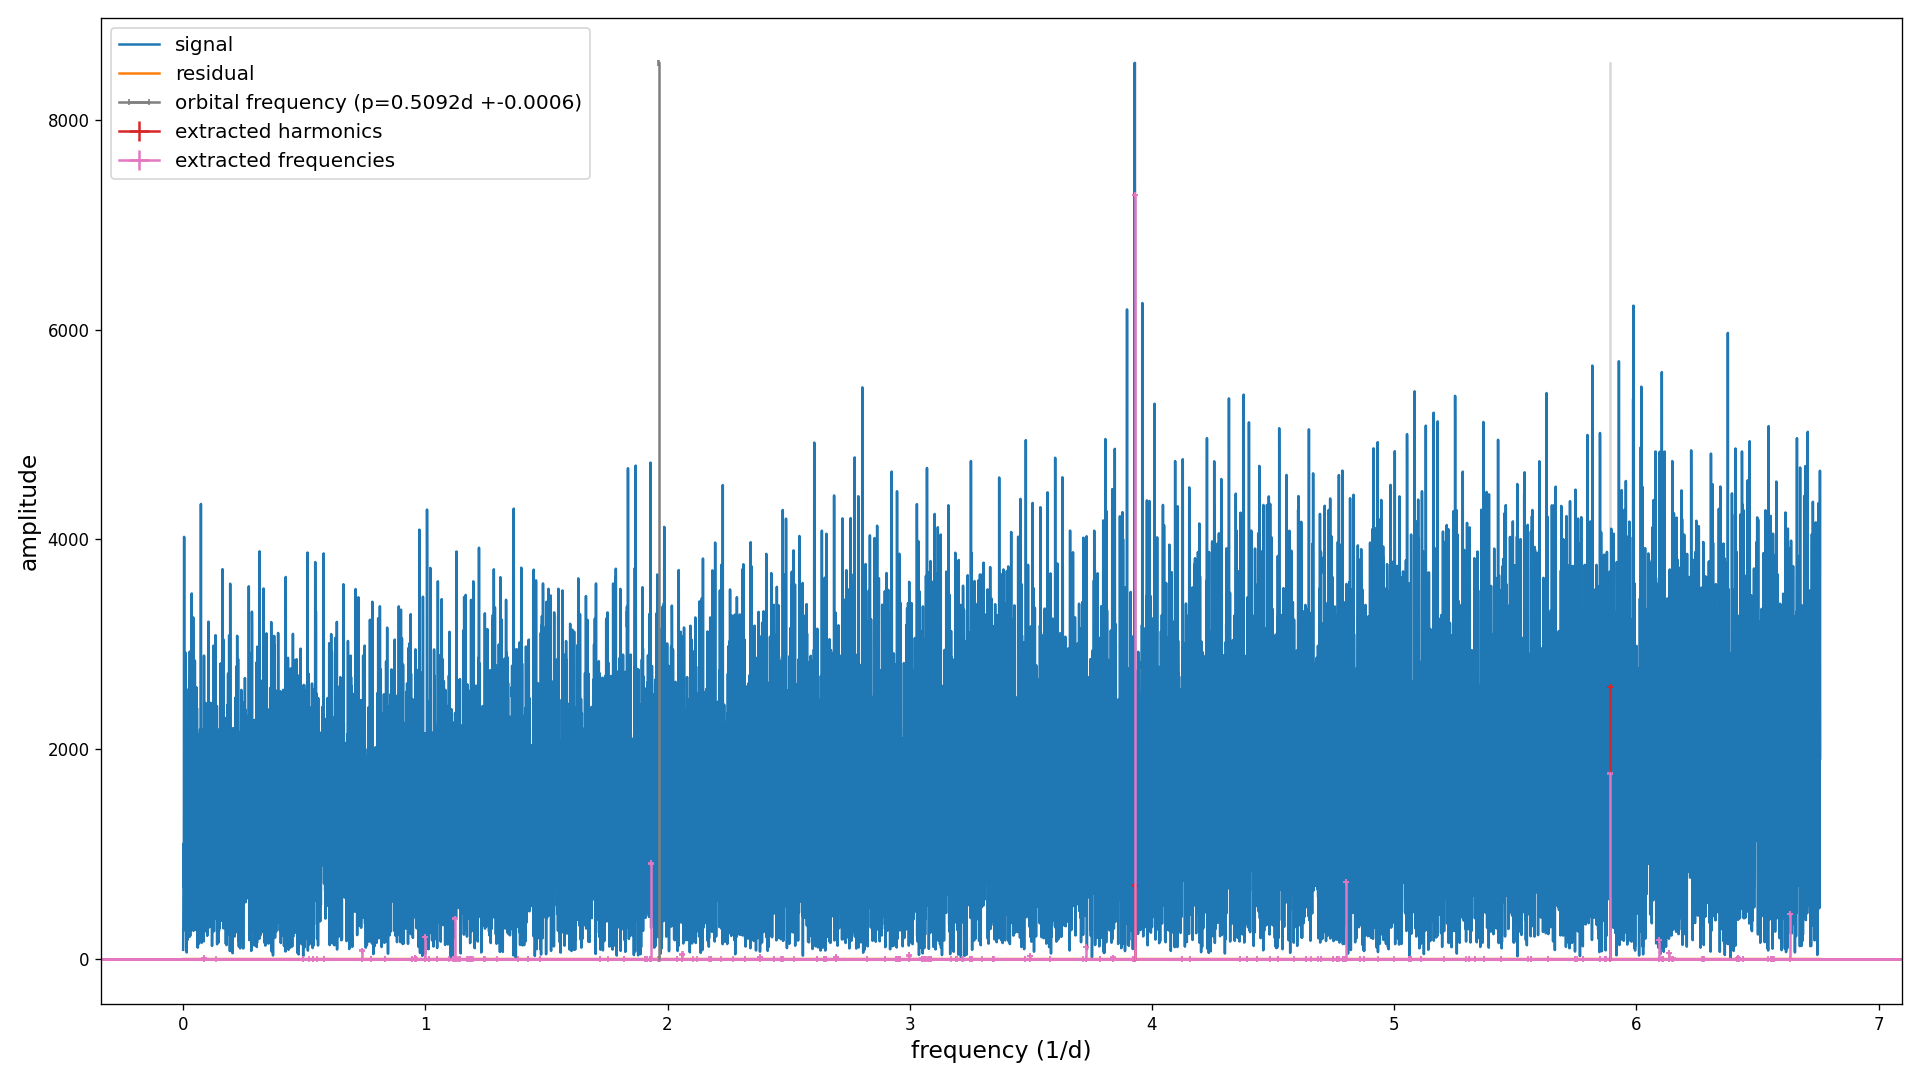 signal
residual
orbital frequency (p=0.5092d +-0.0006)
extracted harmonics
extracted frequencies
8000
6000
4000
2000
0
amplitude
0 1 2 3 4 5 6 7
frequency (1/d)